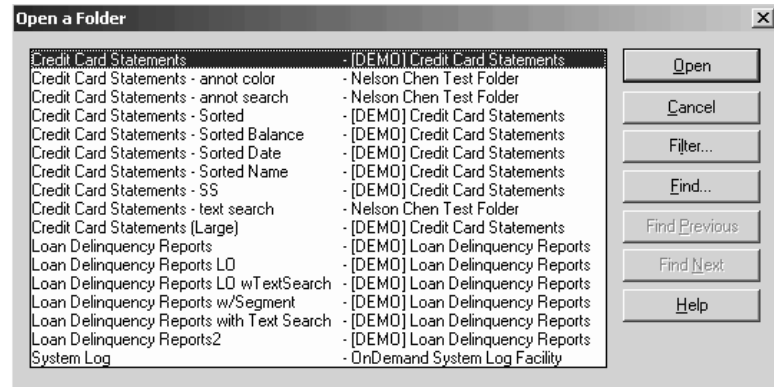 Open a Folder
Credit Card Statements - [DEMO] Credit Card Statements
Credit Card Statements - annot color - Nelson Chen Test Folder
Credit Card Statements - annot search - Nelson Chen Test Folder
Credit Card Statements - Sorted - [DEMO] Credit Card Statements
Credit Card Statements - Sorted Balance - [DEMO] Credit Card Statements
Credit Card Statements - Sorted Date - [DEMO] Credit Card Statements
Credit Card Statements - Sorted Name - [DEMO] Credit Card Statements
Credit Card Statements - SS - [DEMO] Credit Card Statements
Credit Card Statements - text search - Nelson Chen Test Folder
Credit Card Statements (Large) - [DEMO] Credit Card Statements
Loan Delinquency Reports - [DEMO] Loan Delinquency Reports
Loan Delinquency Reports LO - [DEMO] Loan Delinquency Reports
Loan Delinquency Reports LO wTextSearch - [DEMO] Loan Delinquency Reports
Loan Delinquency Reports w/Segment - [DEMO] Loan Delinquency Reports
Loan Delinquency Reports with Text Search - [DEMO] Loan Delinquency Reports
Loan Delinquency Reports2 - [DEMO] Loan Delinquency Reports
System Log - OnDemand System Log Facility
Open
Cancel
Filter...
Find...
Find Previous
Find Next
Help